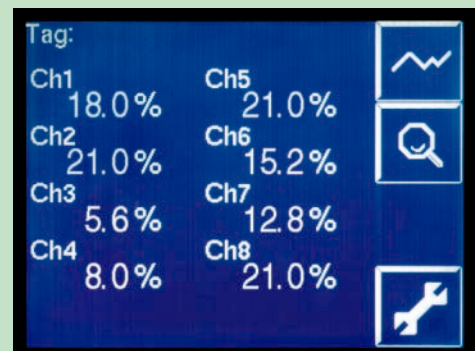 Tag:
Ch1
18.0%
Ch2
21.0%
Ch3
5.6%
Ch4
8.0%
Ch5
21.0%
Ch6
15.2%
Ch7
12.8%
Ch8
21.0%